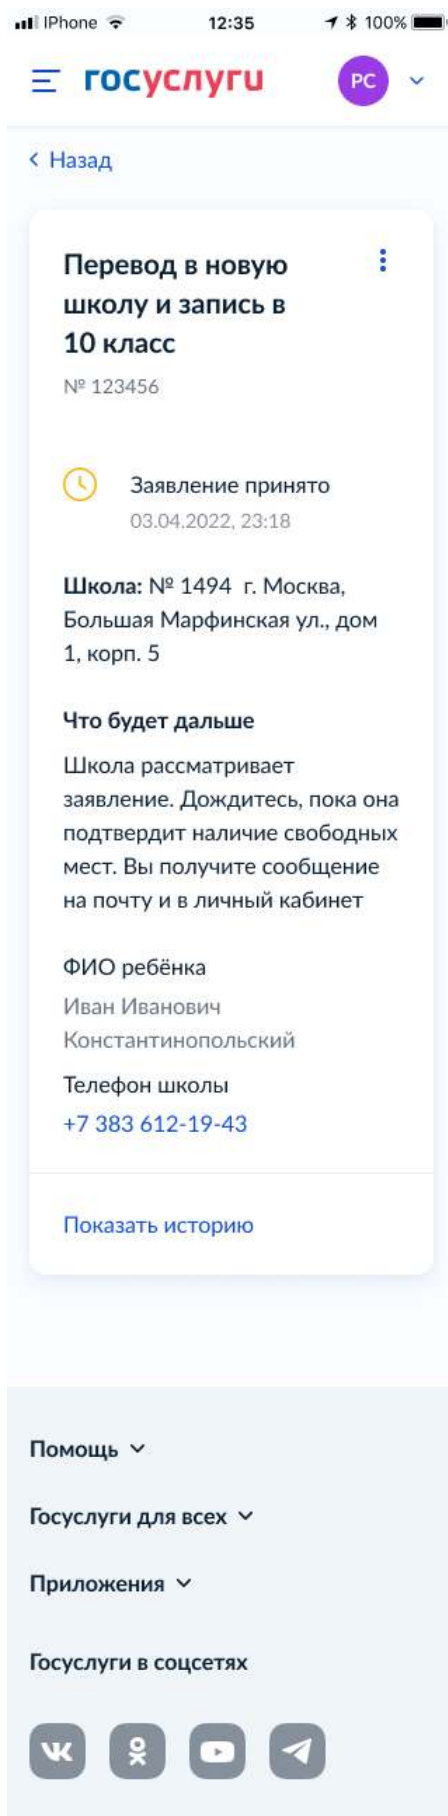 IPhone 12:35 100%
госуслуги РС
Назад
Перевод в новую
школу и запись в
10 класс
№ 123456
Заявление принято
03.04.2022, 23:18
Школа: № 1494 г. Москва,
Большая Марфинская ул., дом
1, корп. 5
Что будет дальше
Школа рассматривает
заявление. Дождитесь, пока она
подтвердит наличие свободных
мест. Вы получите сообщение
на почту и в личный кабинет
ФИО ребёнка
Иван Иванович
Константинопольский
Телефон школы
+7 383 612-19-43
Показать историю
Помощь
Госуслуги для всех
Приложения
Госуслуги в соцсетях